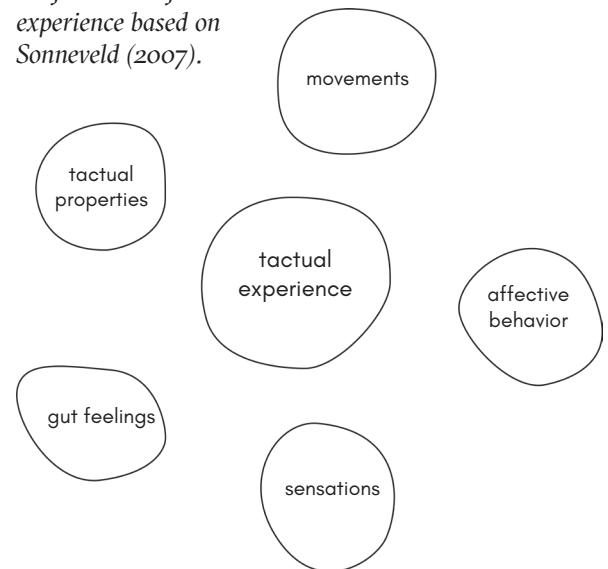 experience based on
Sonneveld (2007).
movements
tactual
properties
tactual
experience
affective
behavior
gut feelings
sensations